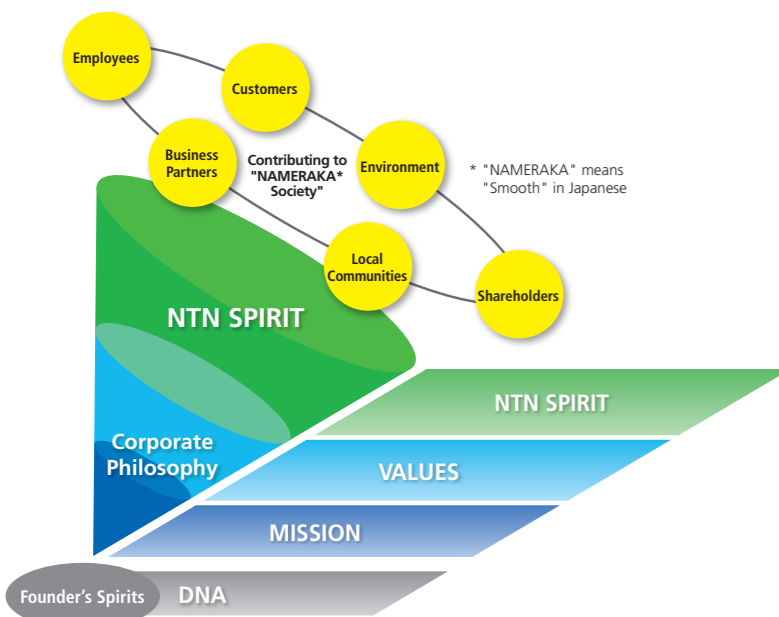 Employees
Customers
Business
Partners
Contributing to
"NAMERAKA*
Society"
Environment
* "NAMERAKA" means
"Smooth" in Japanese
Local
Communities
Shareholders
NTN SPIRIT
NTN SPIRIT
Corporate
Philosophy
VALUES
MISSION
Founder's Spirits
DNA